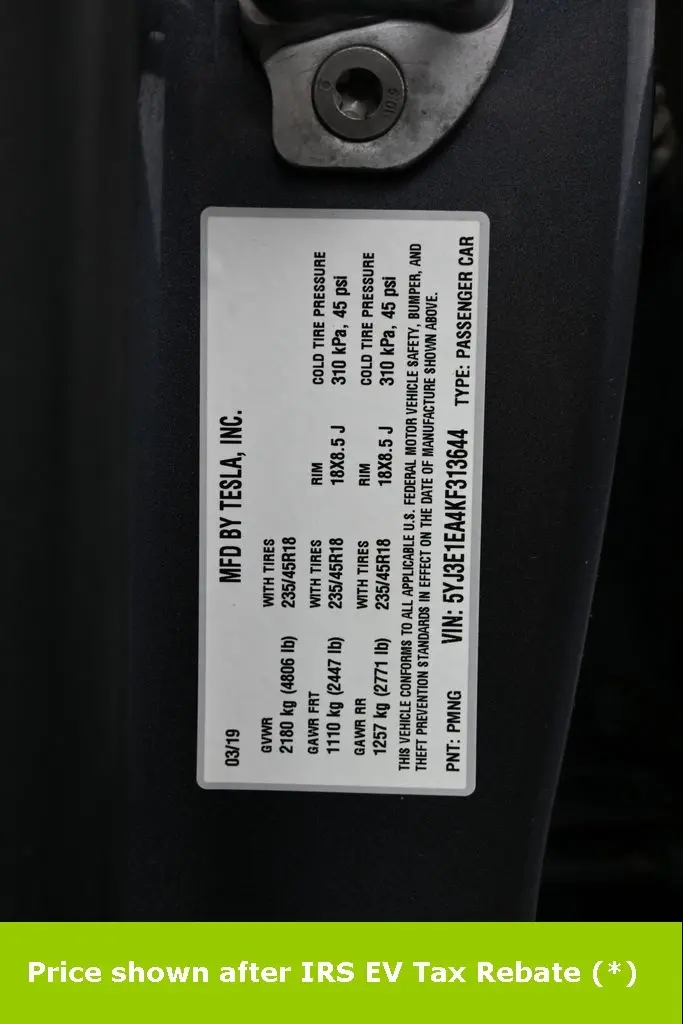 6
10.9
03/19
MFD BY TESLA, INC.
GVWR
WITH TIRES
2180 kg (4806 lb)
235/45R18
GAWR FRT
WITH TIRES
RIM
COLD TIRE PRESSURE
1110 kg (2447 lb)
235/45R18
18X8.5 J
310 kPa, 45 psi
GAWR RR
WITH TIRES
RIM
COLD TIRE PRESSURE
1257 kg (2771 lb)
235/45R18
18X8.5 J
310 kPa, 45 psi
THIS VEHICLE CONFORMS TO ALL APPLICABLE U.S. FEDERAL MOTOR VEHICLE SAFETY, BUMPER, AND
THEFT PREVENTION STANDARDS IN EFFECT ON THE DATE OF MANUFACTURE SHOWN ABOVE.
PNT: PMNG
VIN: 5YJ3E1EA4KF313644
TYPE: PASSENGER CAR
Price shown after IRS EV Tax Rebate (*)